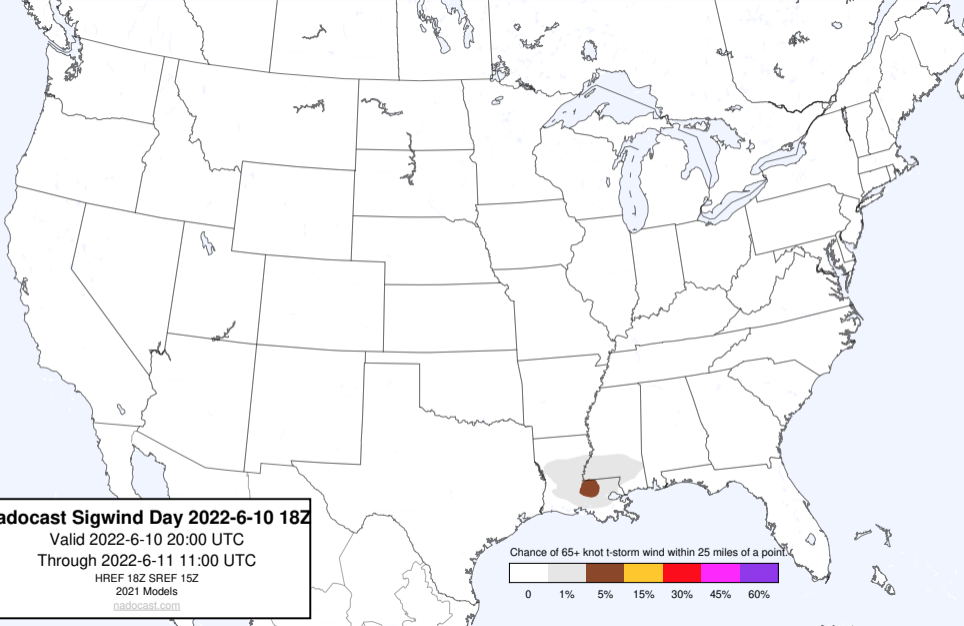 adocast Sigwind Day 2022-6-10 18Z
Valid 2022-6-10 20:00 UTC
Through 2022-6-11 11:00 UTC
HREF 18Z SREF 15Z
2021 Models
nadocast.com
Chance of 65+ knot t-storm wind within 25 miles of a point.
0 1% 5% 15% 30% 45% 60%